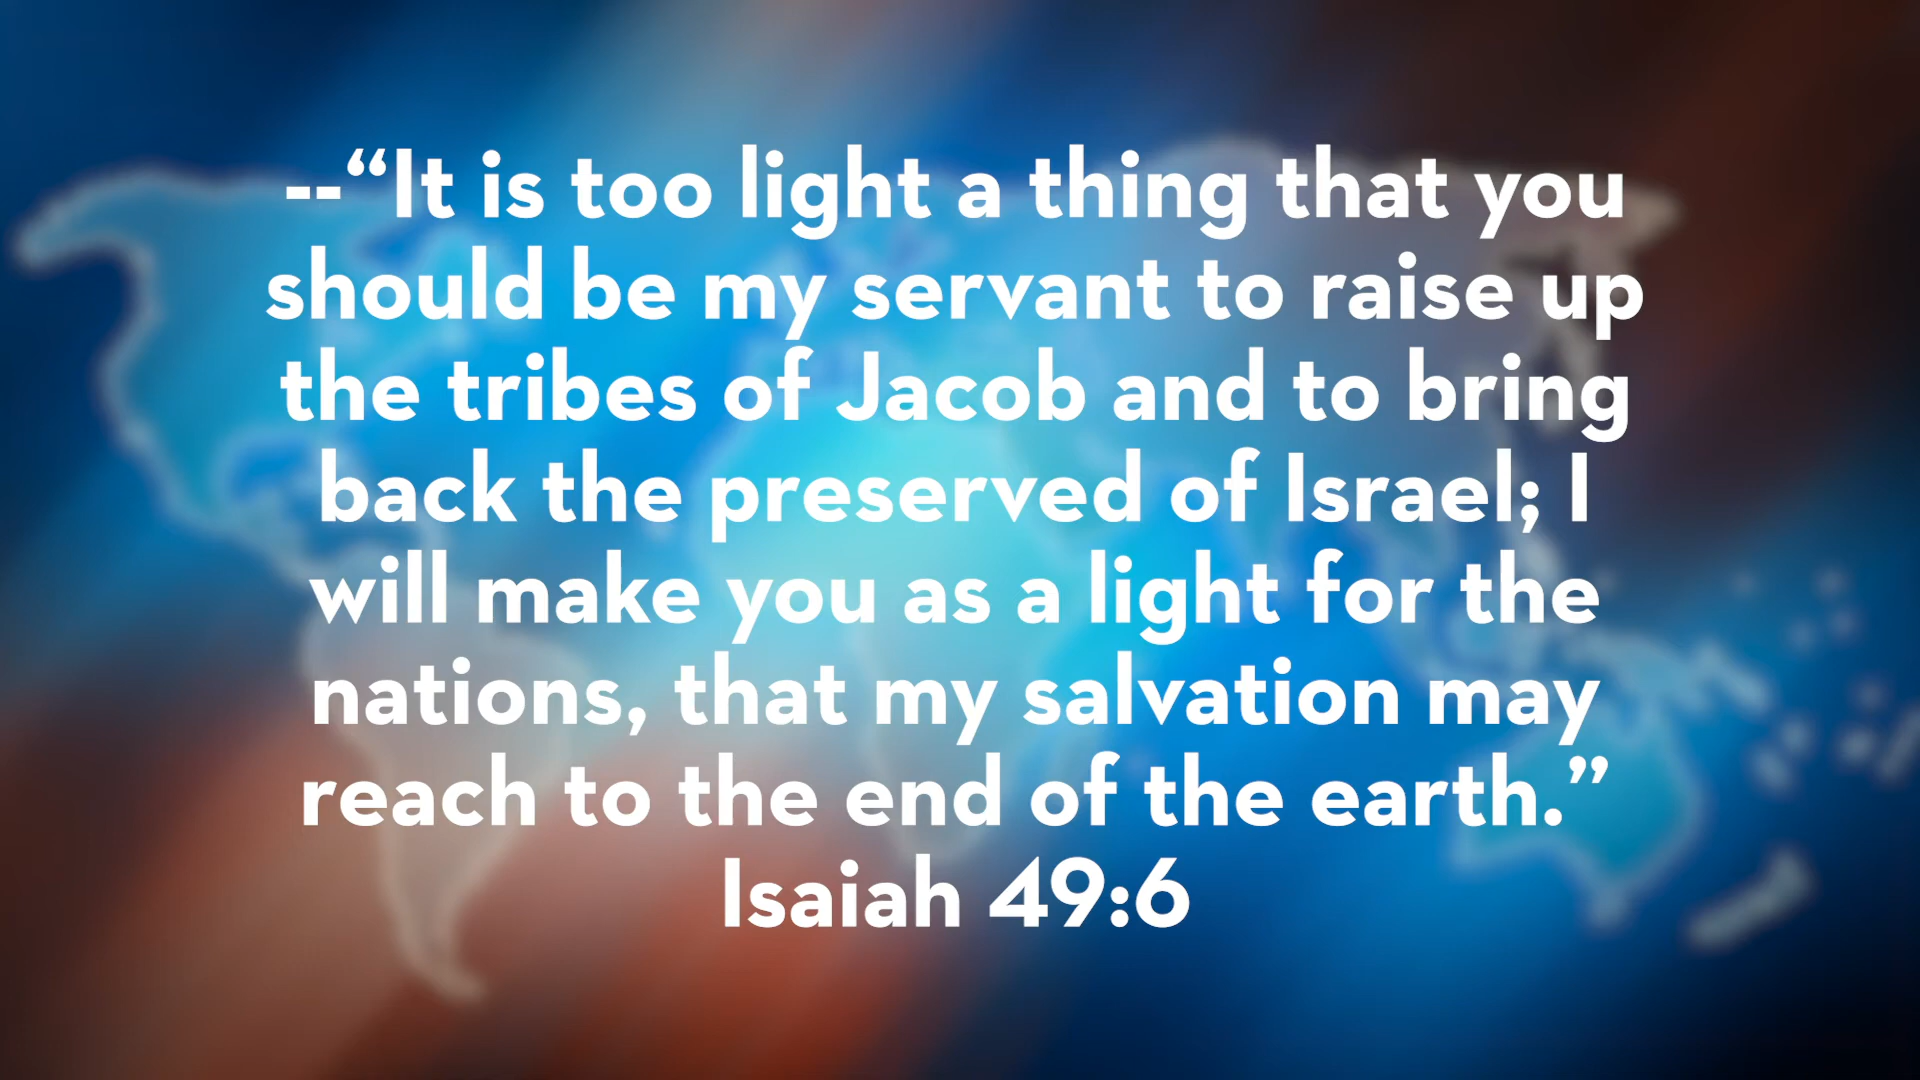 --“It is too light a thing that you
should be my servant to raise up
the tribes of Jacob and to bring
back the preserved of Israel; I
will make you as a light for the
nations, that my salvation may
reach to the end of the earth.”
Isaiah 49:6